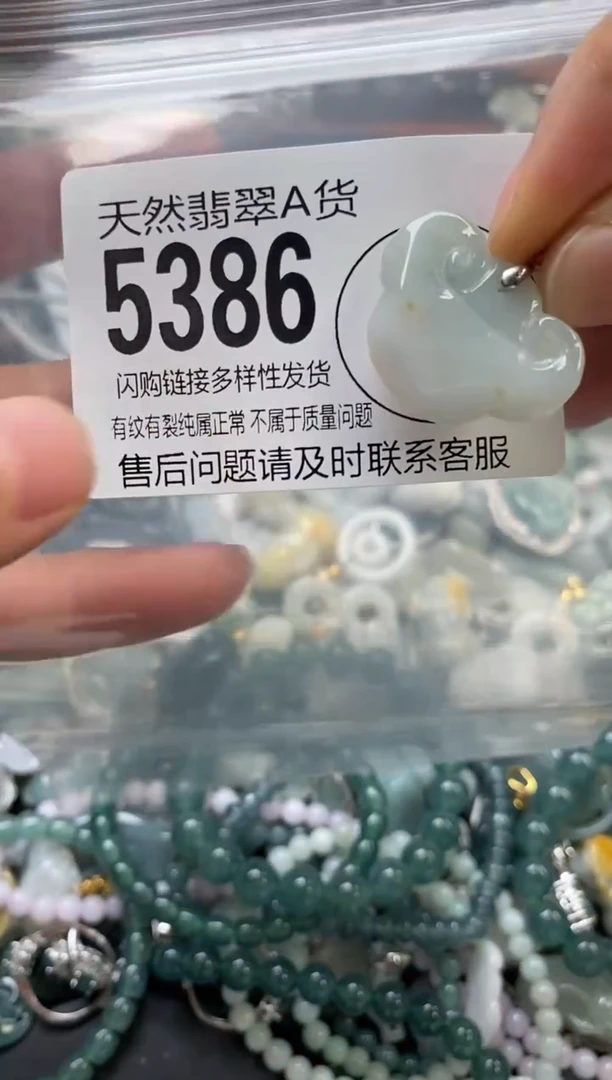 天然翡翠A货
5386
闪购链接多样性发货
有纹有裂纯属正常 不属于质量问题
售后问题请及时联系客服